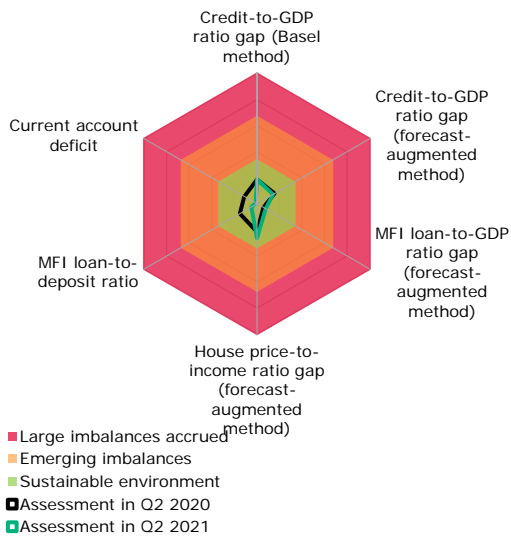 Credit-to-GDP
ratio gap (Basel
method)
Credit-to-GDP
ratio gap
(forecast-
augmented
method)
MFI loan-to-GDP
ratio gap
(forecast-
augmented
method)
House price-to-
income ratio gap
(forecast-
augmented
method)
MFI loan-to-
deposit ratio
Current account
deficit
Large imbalances accrued
Emerging imbalances
Sustainable environment
Assessment in Q2 2020
Assessment in Q2 2021